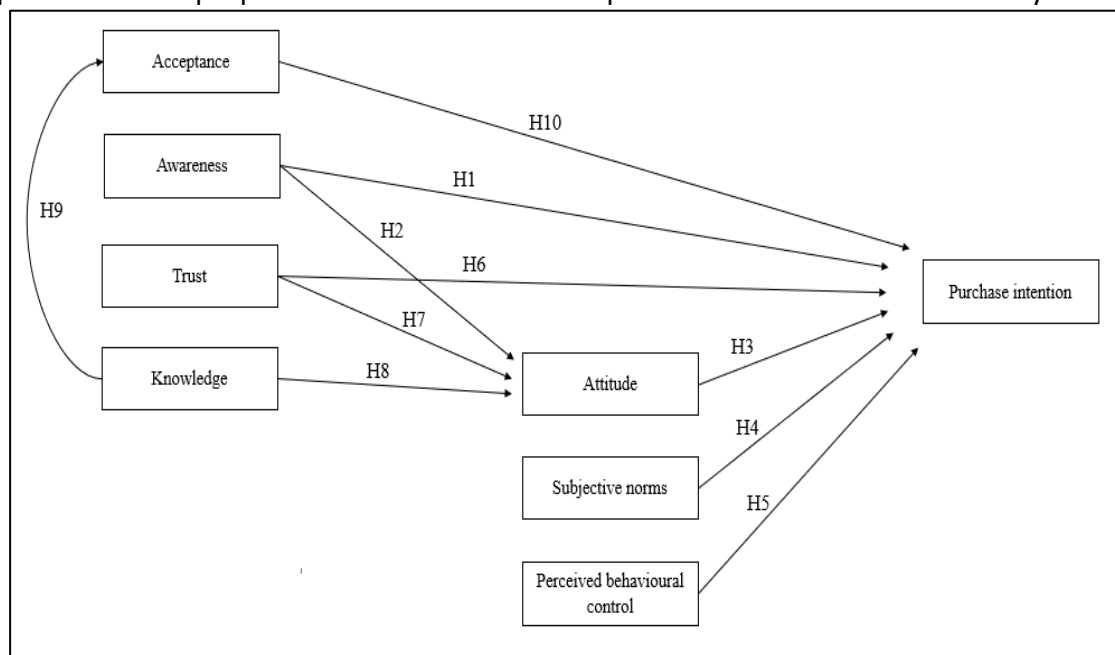 Acceptance
H10
Awareness
H1
H9
H2
Trust
H6
Purchase intention
H7
H3
Knowledge
H8
Attitude
H4
Subjective norms
H5
Perceived behavioural
control